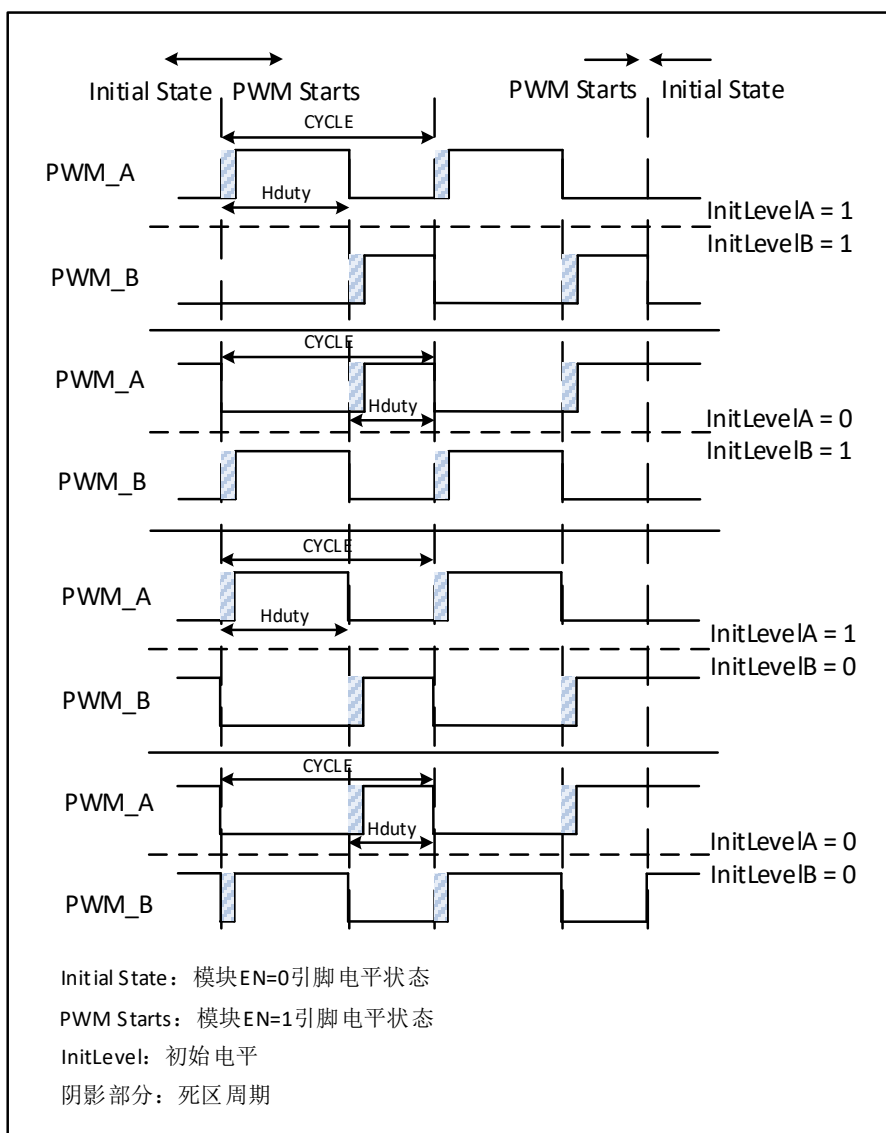 Initial State PWM Starts PWM Starts Initial State
CYCLE
PWM_A
Hduty
InitLevelA = 1
InitLevelB = 1
PWM_B
CYCLE
PWM_A
Hduty
InitLevelA = 0
InitLevelB = 1
PWM_B
CYCLE
PWM_A
Hduty
InitLevelA = 1
InitLevelB = 0
PWM_B
CYCLE
PWM_A
Hduty
InitLevelA = 0
InitLevelB = 0
PWM_B
Initial State：模块EN=0引脚电平状态
PWM Starts：模块EN=1引脚电平状态
InitLevel：初始电平
阴影部分：死区周期